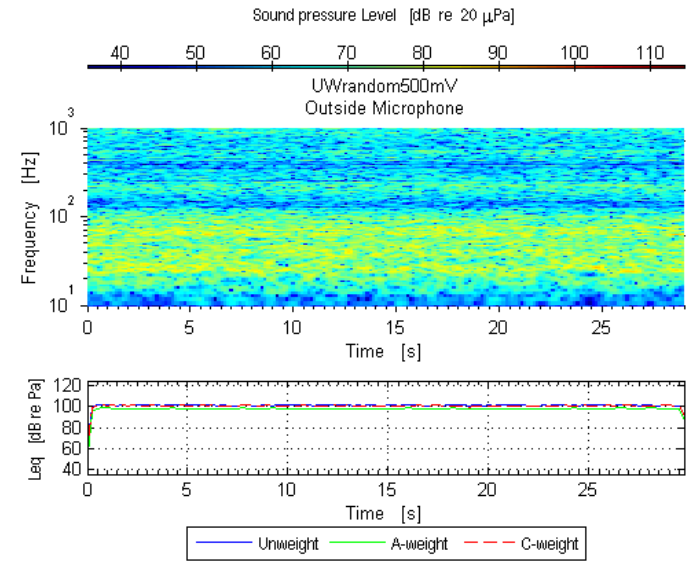 Sound pressure Level [dB re 20 μPa]
40 50 60 70 80 90 100 110
UWrandom500mV
Outside Microphone
10 3
10 2
10 1
Frequency [Hz]
0 5 10 15 20 25
Time [s]
120
100
80
60
40
Leq [dB re Pa]
0 5 10 15 20 25
Time [s]
Unweight A-weight C-weight